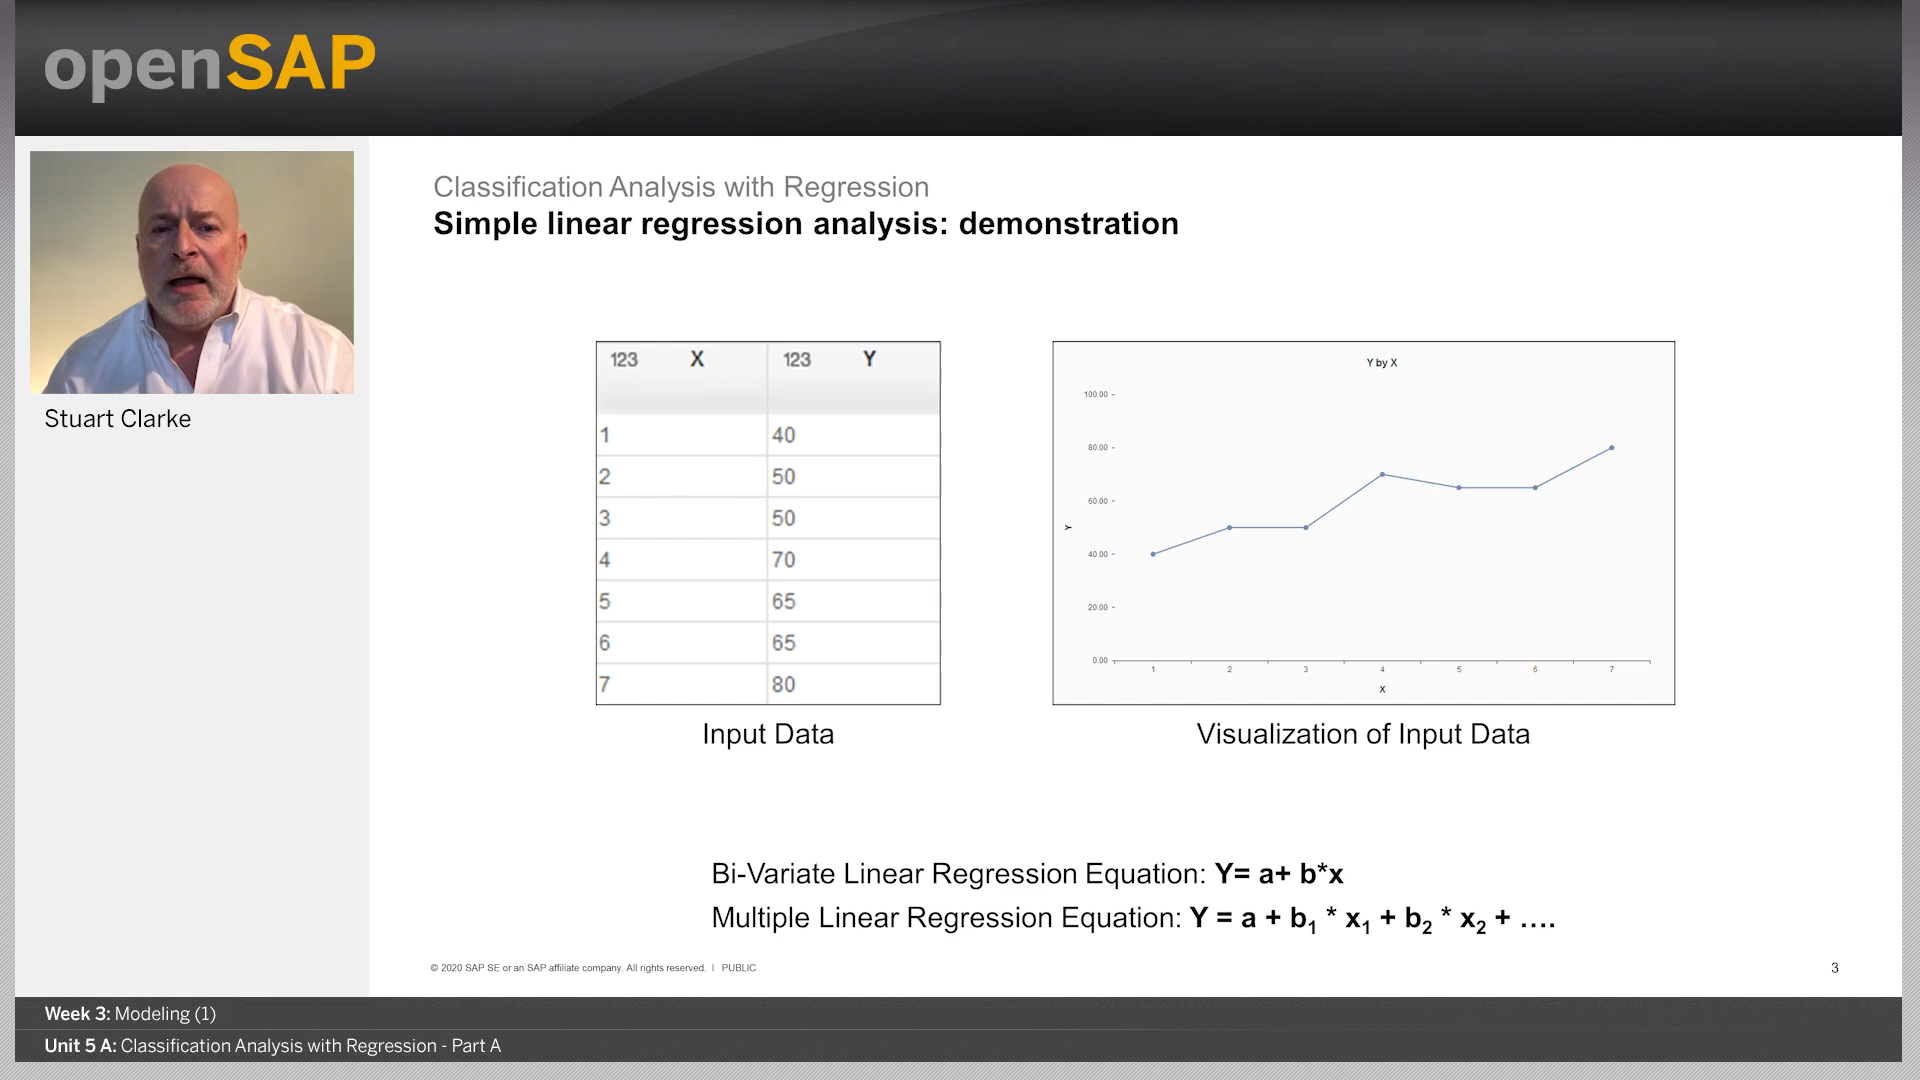 openSAP
Stuart Clarke
Classification Analysis with Regression
Simple linear regression analysis: demonstration
123 X 123 Y
1 40
2 50
3 50
4 70
5 65
6 65
7 80
Input Data
Y by X
100.00
80.00
60.00
Y
40.00
20.00
0.00
1 2 3 4 5 6 7
X
Visualization of Input Data
Bi-Variate Linear Regression Equation: Y= a+ b*x
Multiple Linear Regression Equation: Y = a + b₁ * x₁ + b₂ * x₂ + ….
© 2020 SAP SE or an SAP affiliate company. All rights reserved. | PUBLIC
3
Week 3: Modeling (1)
Unit 5 A: Classification Analysis with Regression - Part A